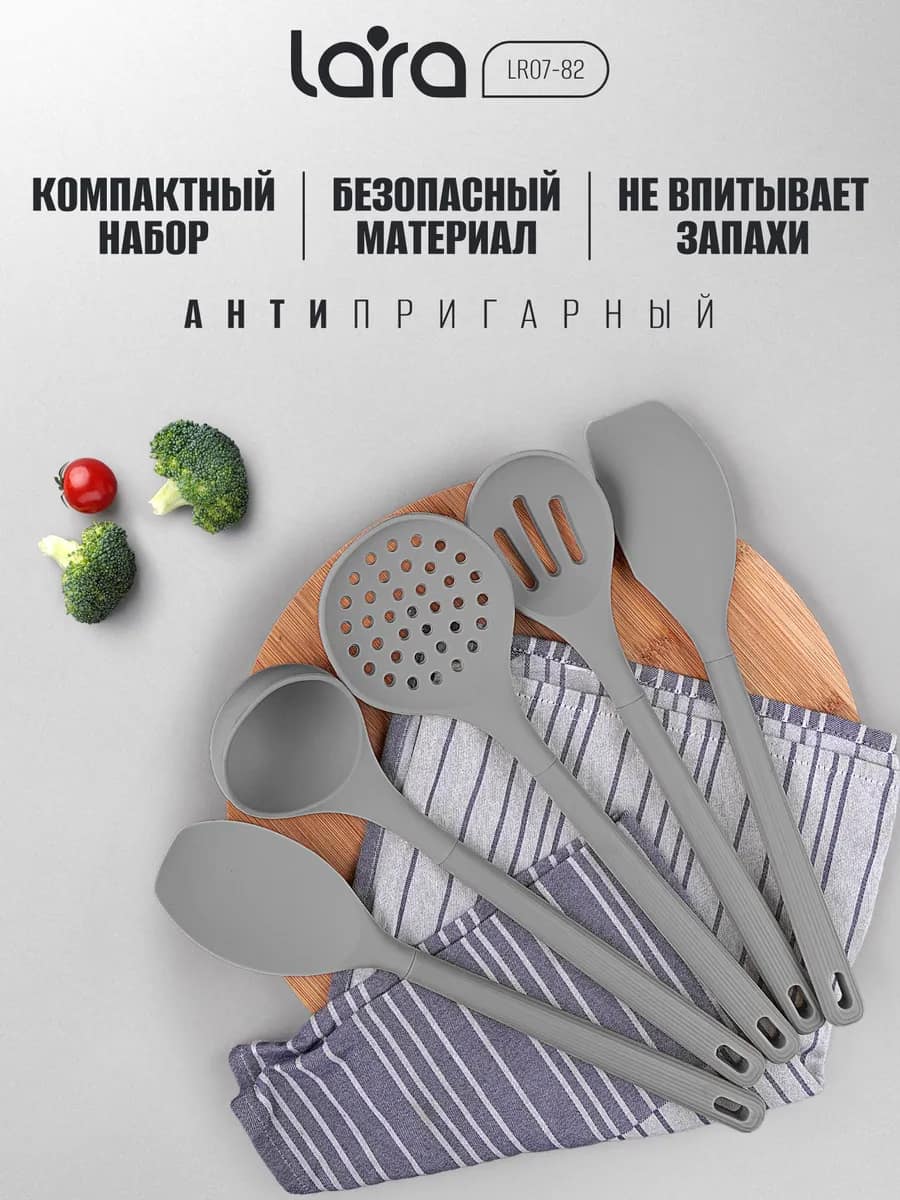 lara
LR07-82
КОМПАКТНЫЙ
НАБОР
БЕЗОПАСНЫЙ
МАТЕРИАЛ
НЕ ВПИТЫВАЕТ
ЗАПАХИ
АНТИПРИГАРНЫЙ